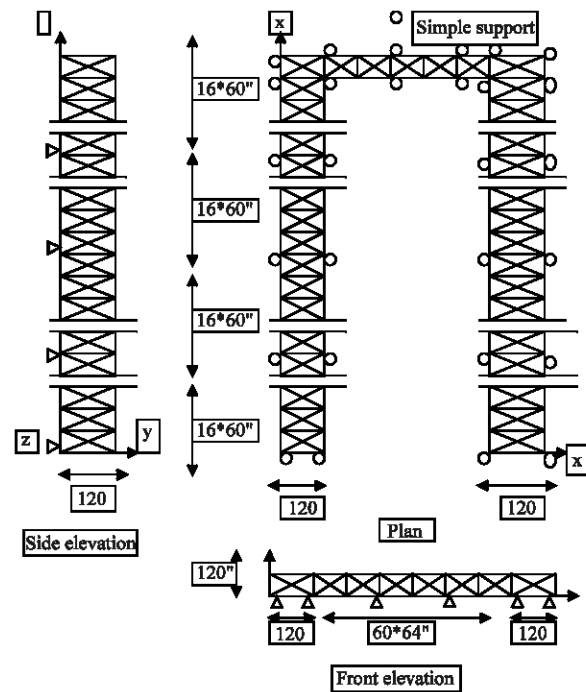 x
Simple support
16*60"
16*60"
16*60"
16*60"
z
y
x
120
120
120
Side elevation
Plan
120"
120
60*64"
120
Front elevation